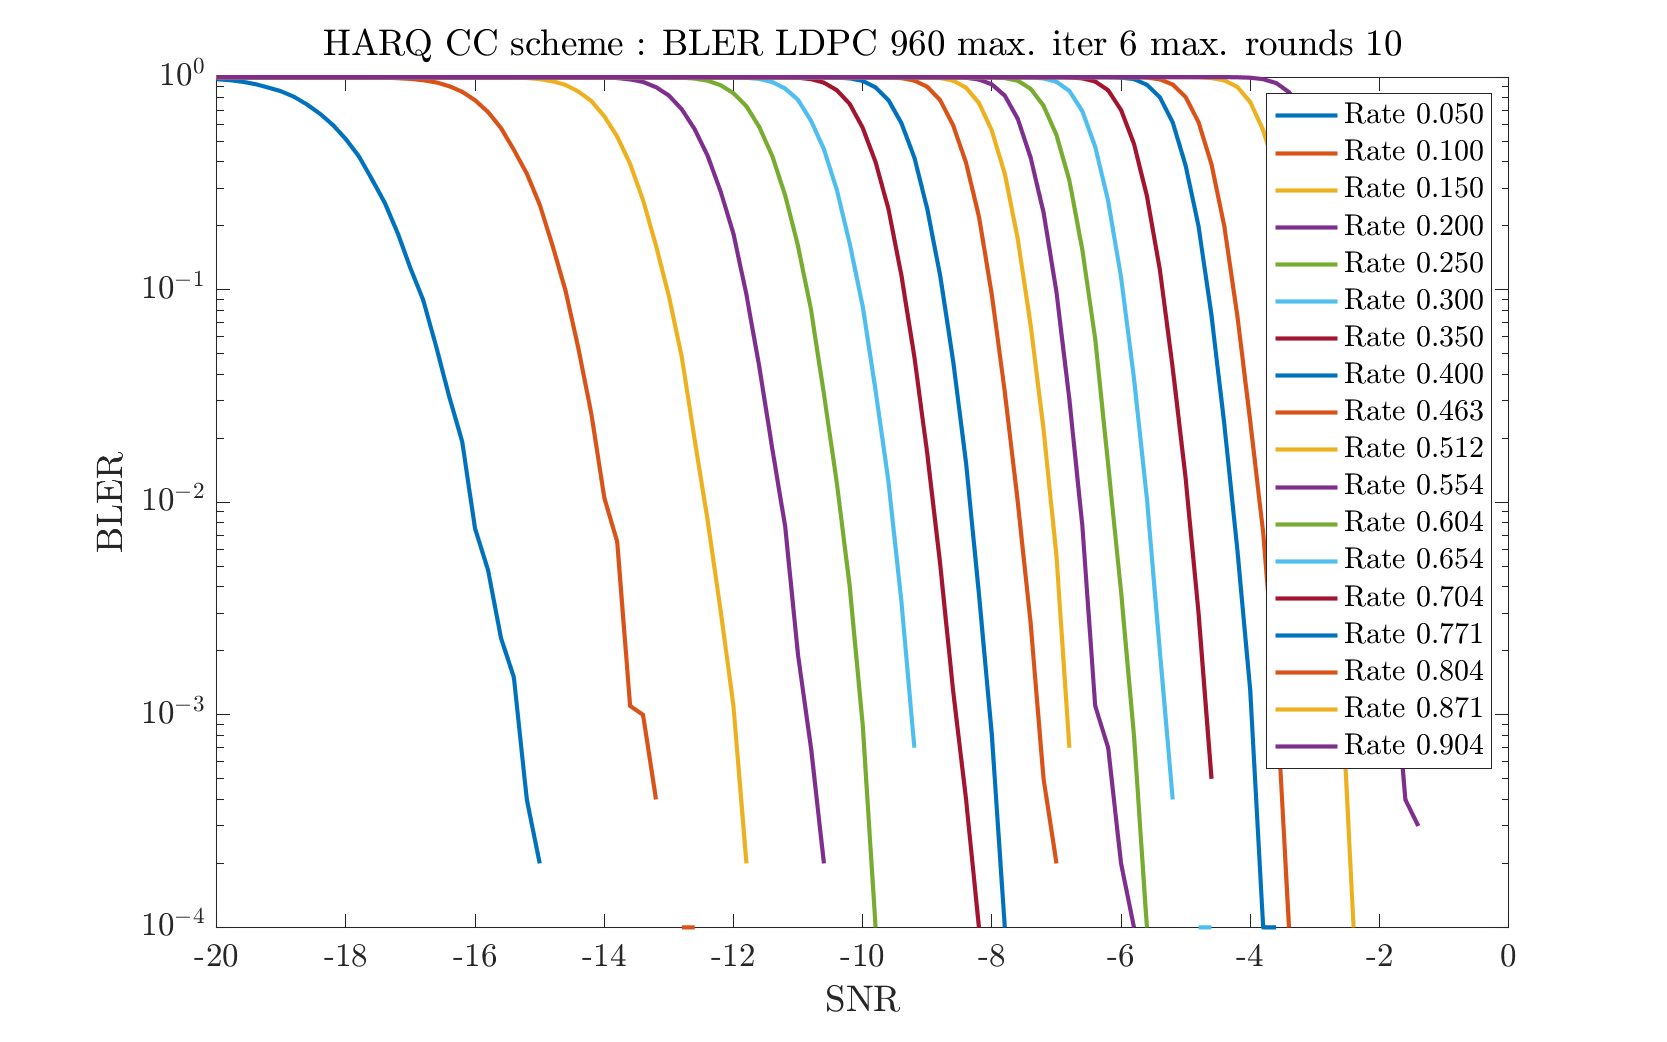 HARQ CC scheme : BLER LDPC 960 max. iter 6 max. rounds 10
10^0
10^-1
10^-2
10^-3
10^-4
BLER
-20 -18 -16 -14 -12 -10 -8 -6 -4 -2 0
SNR
Rate 0.050
Rate 0.100
Rate 0.150
Rate 0.200
Rate 0.250
Rate 0.300
Rate 0.350
Rate 0.400
Rate 0.463
Rate 0.512
Rate 0.554
Rate 0.604
Rate 0.654
Rate 0.704
Rate 0.771
Rate 0.804
Rate 0.871
Rate 0.904